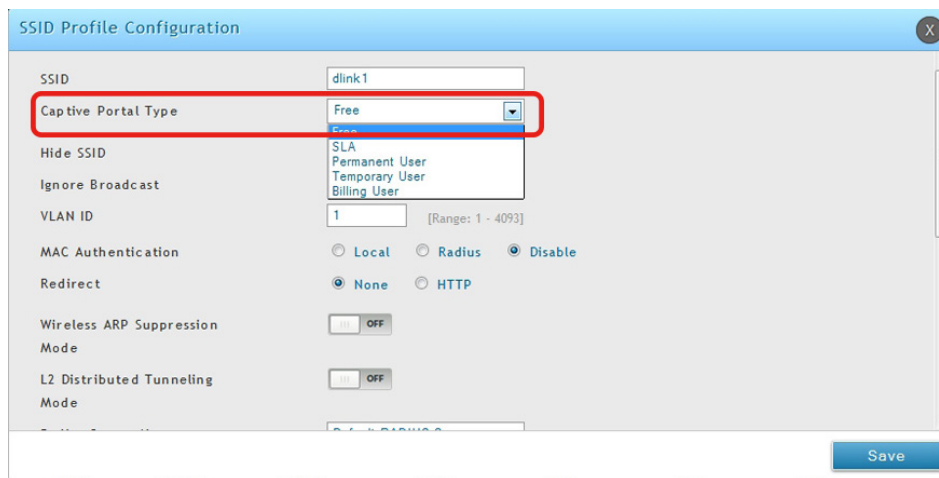 SSID Profile Configuration
X
SSID dlink1
Captive Portal Type Free
Free
SLA
Permanent User
Temporary User
Billing User
Hide SSID
Ignore Broadcast
VLAN ID 1 [Range: 1 - 4093]
MAC Authentication Local Radius Disable
Redirect None HTTP
Wireless ARP Suppression
Mode
OFF
L2 Distributed Tunneling
Mode
OFF
Save